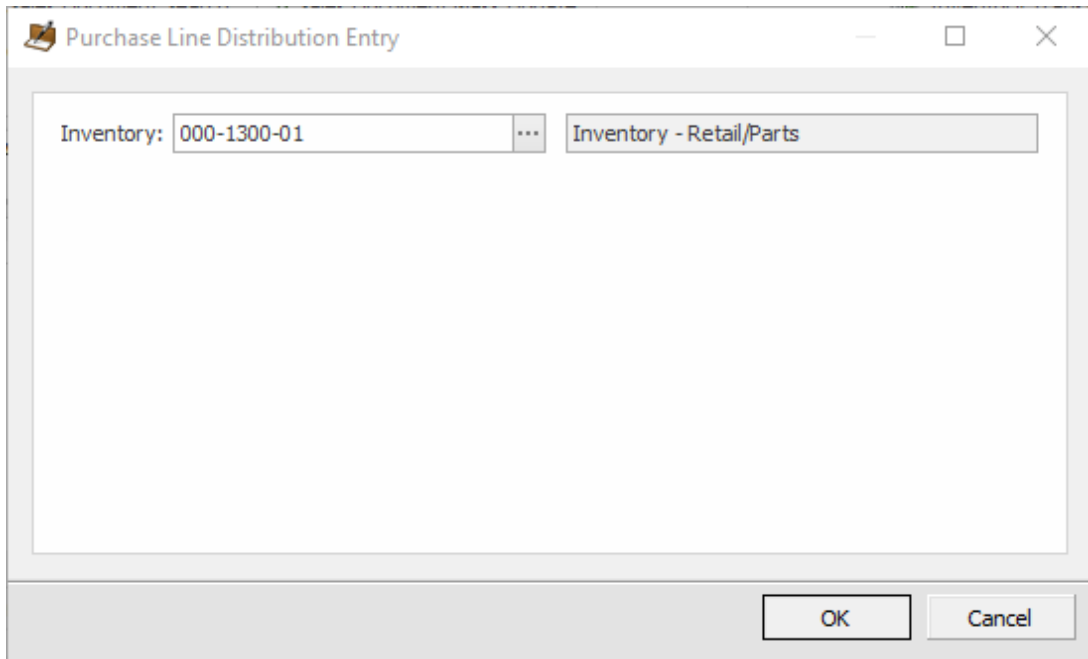 Purchase Line Distribution Entry
Inventory: 000-1300-01 ... Inventory - Retail/Parts
OK Cancel